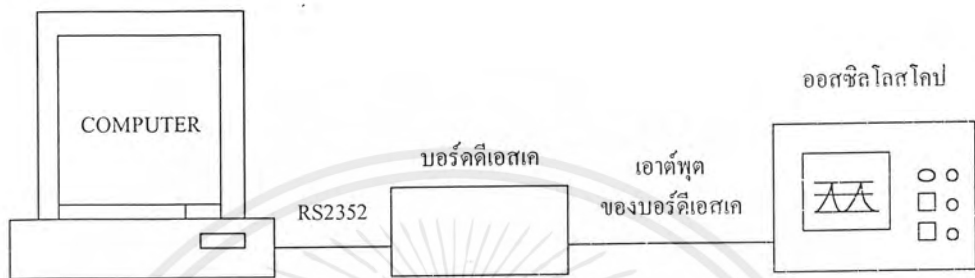 ออสซิลโลสโคป
COMPUTER
บอร์ดดีเอสเค
เอาต์พุต
ของบอร์ดีเอสเค
RS2352